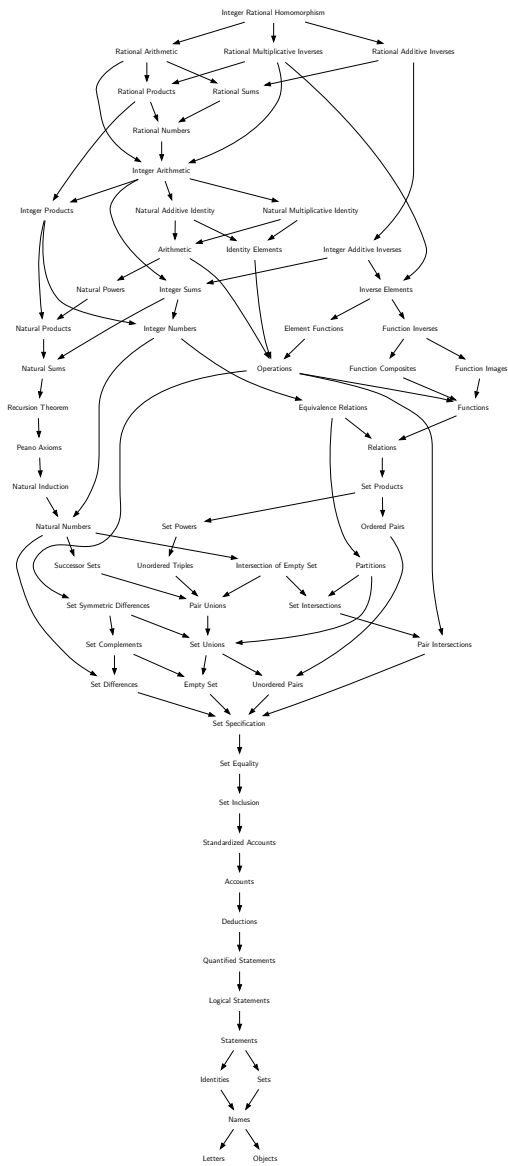 Integer Rational Homomorphism
Rational Arithmetic Rational Multiplicative Inverses Rational Additive Inverses
Rational Products Rational Sums
Rational Numbers
Integer Arithmetic
Integer Products Natural Additive Identity Natural Multiplicative Identity
Arithmetic Identity Elements Integer Additive Inverses
Natural Powers Integer Sums Inverse Elements
Natural Products Integer Numbers Element Functions Function Inverses
Natural Sums Operations Function Composites Function Images
Recursion Theorem Equivalence Relations Functions
Peano Axioms Relations
Natural Induction Set Products
Natural Numbers Set Powers Ordered Pairs
Successor Sets Unordered Triples Intersection of Empty Set Partitions
Set Symmetric Differences Pair Unions Set Intersections
Set Complements Set Unions Pair Intersections
Set Differences Empty Set Unordered Pairs
Set Specification
Set Equality
Set Inclusion
Standardized Accounts
Accounts
Deductions
Quantified Statements
Logical Statements
Statements
Identities Sets
Names
Letters Objects